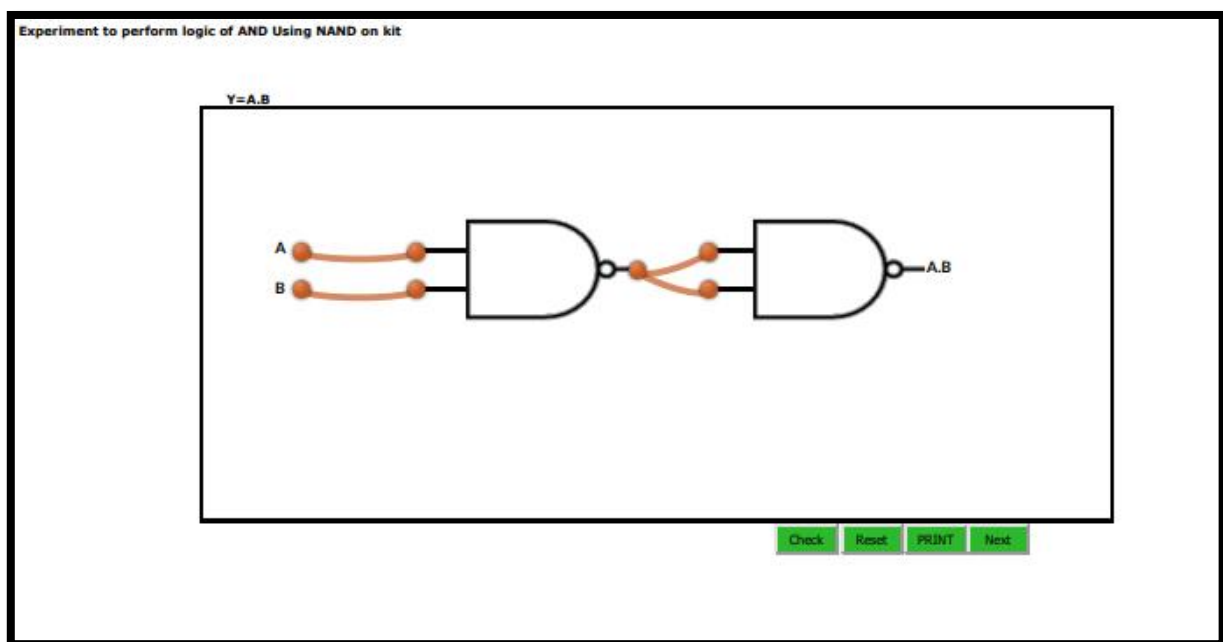 Experiment to perform logic of AND Using NAND on kit
Y=A.B
A
B
A.B
Check Reset PRINT Next